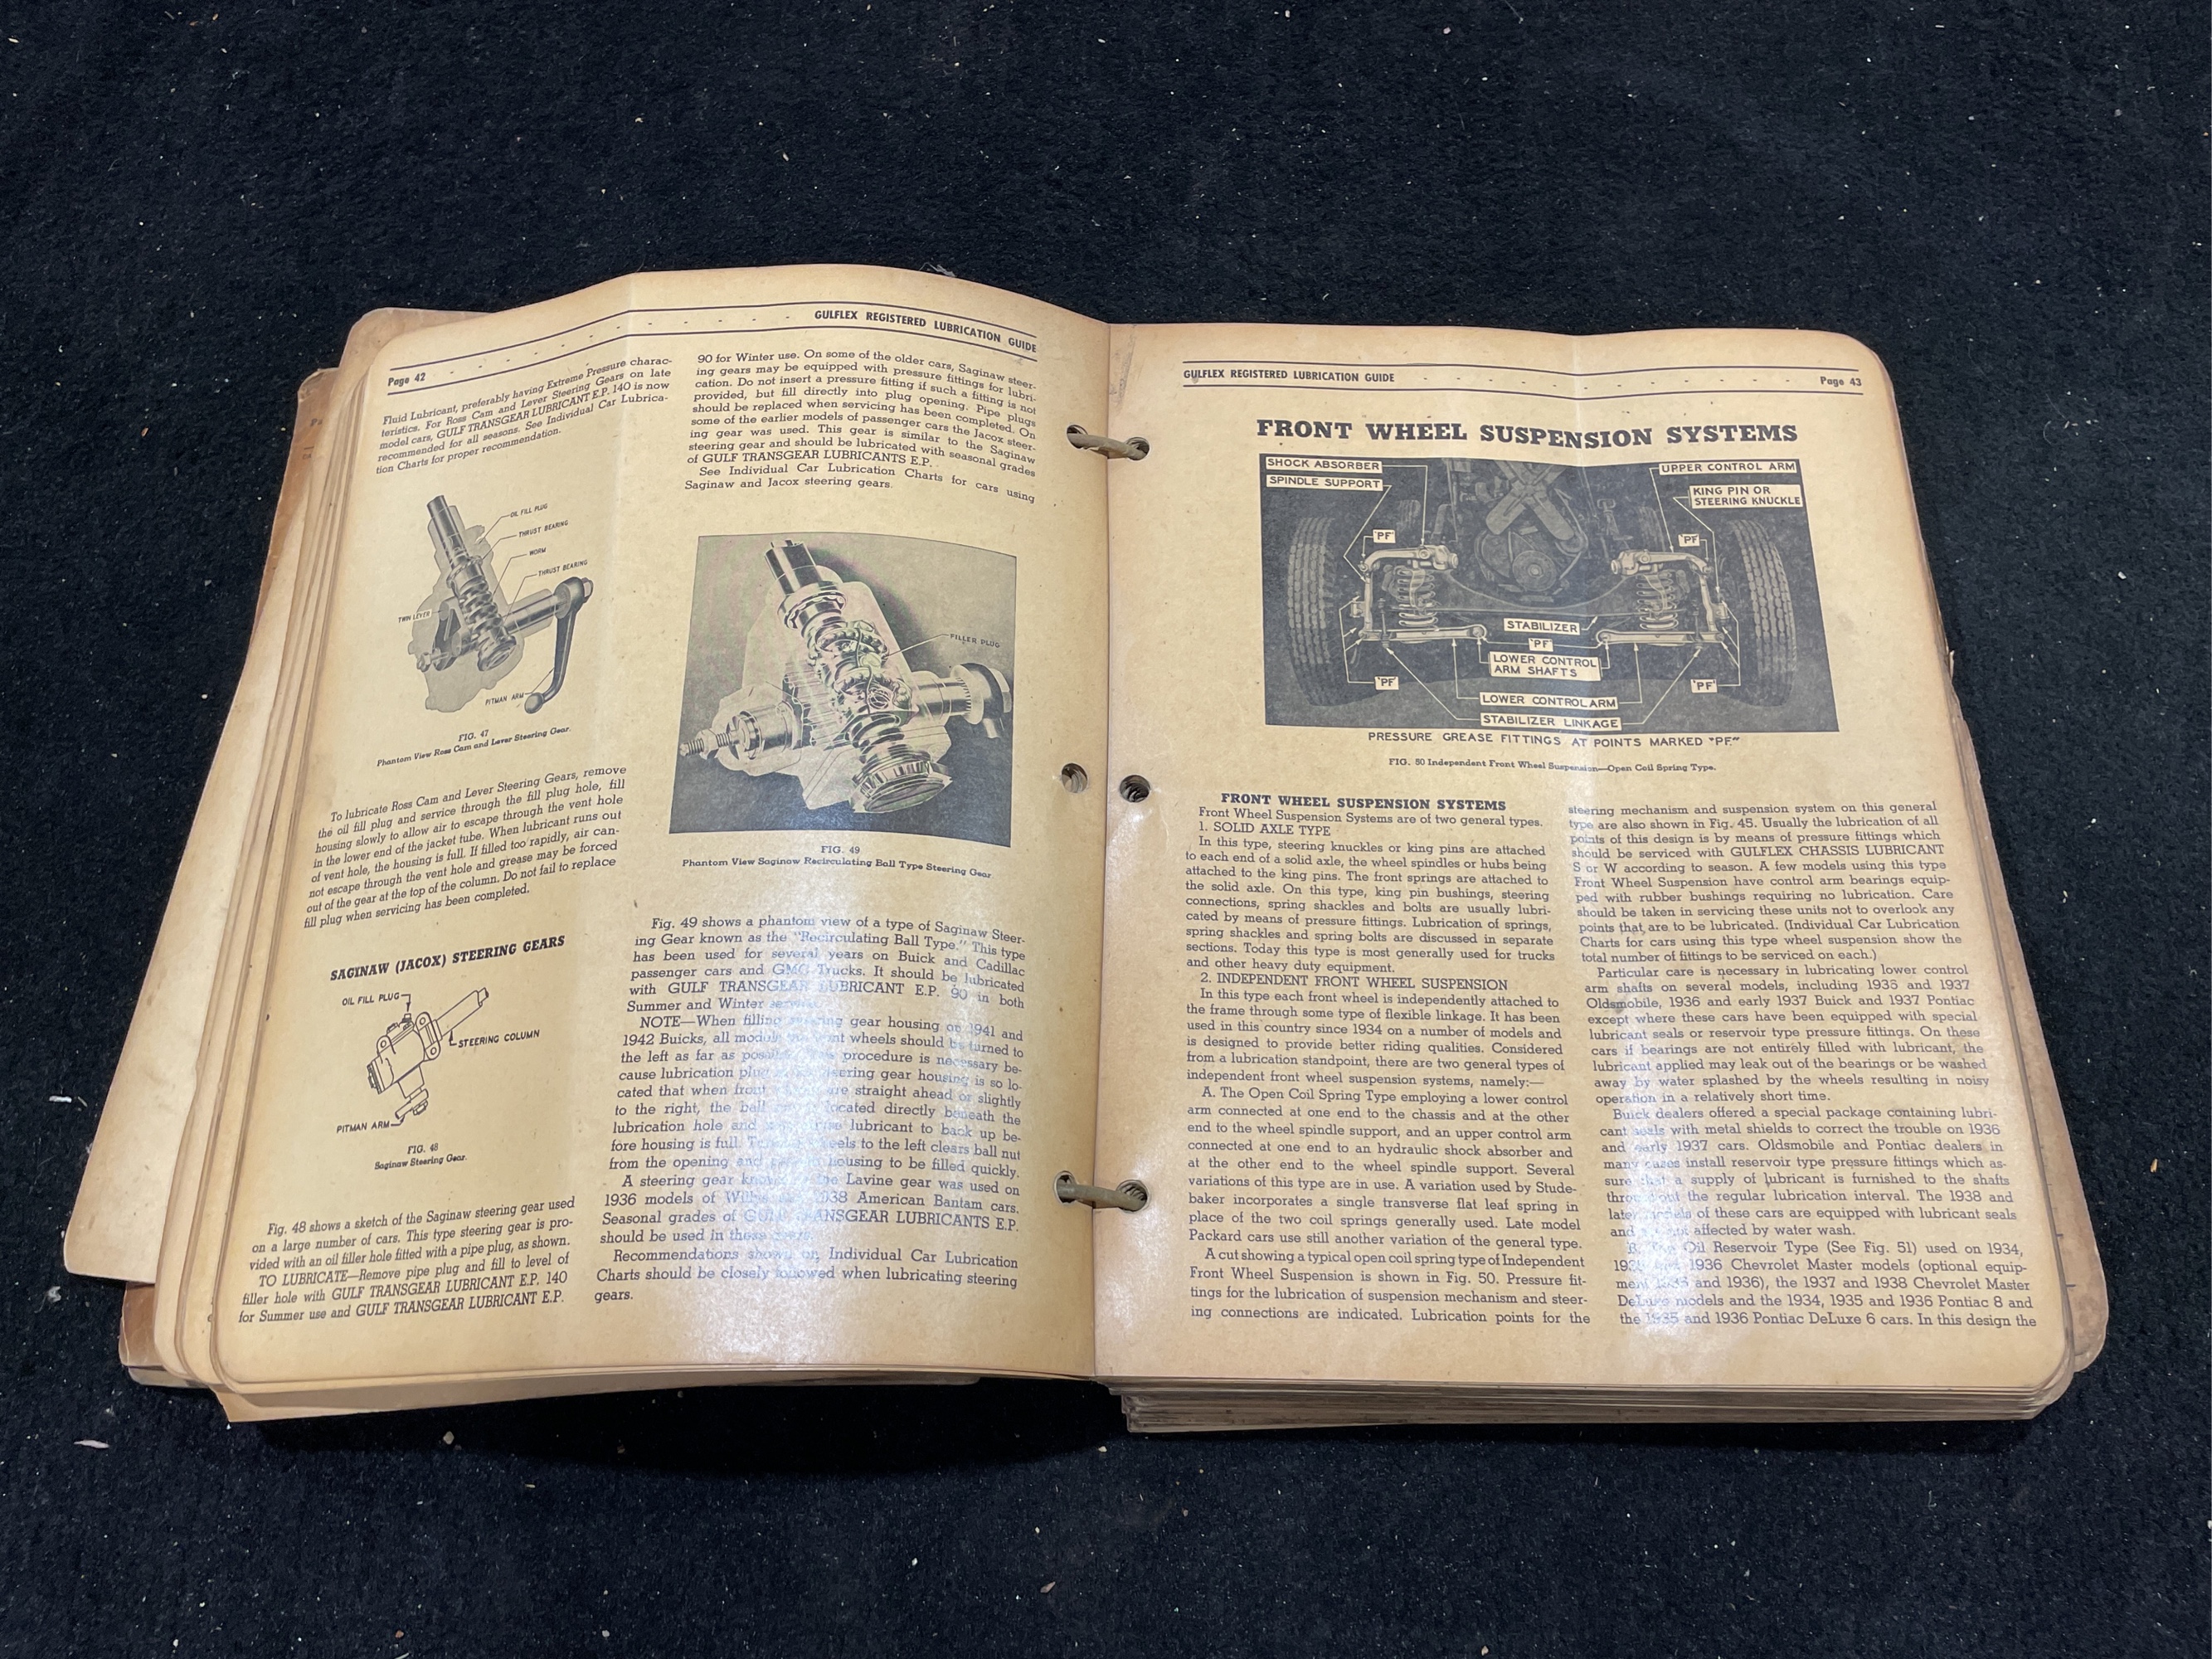 GULFLEX REGISTERED LUBRICATION GUIDE
Page 42
Fluid Lubricant, preferably having Extreme Pressure charac-
teristics. For Ross Cam and Lever Steering Gears on late
model cars, GULF TRANSGEAR LUBRICANT E.P. 140 is now
recommended for all seasons. See Individual Car Lubrica-
tion Charts for proper recommendation.
OIL FILL PLUG
THRUST BEARING
WORM
THRUST BEARING
TWIN LEVER
PITMAN ARM
FIG. 47
Phantom View Ross Cam and Lever Steering Gear.
To lubricate Ross Cam and Lever Steering Gears, remove
the oil fill plug and service through the fill plug hole, fill
housing slowly to allow air to escape through the vent hole
in the lower end of the jacket tube. When lubricant runs out
of vent hole, the housing is full. If filled too rapidly, air can-
not escape through the vent hole and grease may be forced
out of the gear at the top of the column. Do not fail to replace
fill plug when servicing has been completed.
SAGINAW (JACOX) STEERING GEARS
OIL FILL PLUG
STEERING COLUMN
PITMAN ARM
FIG. 48
Saginaw Steering Gear.
Fig. 48 shows a sketch of the Saginaw steering gear used
on a large number of cars. This type steering gear is pro-
vided with an oil filler hole fitted with a pipe plug, as shown.
TO LUBRICATE—Remove pipe plug and fill to level of
filler hole with GULF TRANSGEAR LUBRICANT E.P. 140
for Summer use and GULF TRANSGEAR LUBRICANT E.P.
90 for Winter use. On some of the older cars, Saginaw steer-
ing gears may be equipped with pressure fittings for lubri-
cation. Do not insert a pressure fitting if such a fitting is not
provided, but fill directly into plug opening. Pipe plugs
should be replaced when servicing has been completed. On
some of the earlier models of passenger cars the Jacox steer-
ing gear was used. This gear is similar to the Saginaw
steering gear and should be lubricated with seasonal grades
of GULF TRANSGEAR LUBRICANTS E.P.
See Individual Car Lubrication Charts for cars using
Saginaw and Jacox steering gears.
FILLER PLUG
FIG. 49
Phantom View Saginaw Recirculating Ball Type Steering Gear
Fig. 49 shows a phantom view of a type of Saginaw Steer-
ing Gear known as the "Recirculating Ball Type." This type
has been used for several years on Buick and Cadillac
passenger cars and GMC Trucks. It should be lubricated
with GULF TRANSGEAR LUBRICANT E.P. 90 in both
Summer and Winter
NOTE—When filling steering gear housing on 1941 and
1942 Buicks, all models, front wheels should be turned to
the left as far as possible. This procedure is necessary be-
cause lubrication plug steering gear housing is so lo-
cated that when front are straight ahead or slightly
to the right, the ball located directly beneath the
lubrication hole and lubricant to back up be-
fore housing is full. wheels to the left clears ball nut
from the opening and housing to be filled quickly.
A steering gear known the Lavine gear was used on
1936 models of 1938 American Bantam cars.
Seasonal grades of GULF TRANSGEAR LUBRICANTS E.P.
should be used in these
Recommendations shown on Individual Car Lubrication
Charts should be closely followed when lubricating steering
gears.
GULFLEX REGISTERED LUBRICATION GUIDE
Page 43
FRONT WHEEL SUSPENSION SYSTEMS
SHOCK ABSORBER
SPINDLE SUPPORT
UPPER CONTROL ARM
KING PIN OR
STEERING KNUCKLE
'PF'
'PF'
STABILIZER
'PF'
LOWER CONTROL
ARM SHAFTS
'PF'
'PF'
LOWER CONTROL ARM
STABILIZER LINKAGE
PRESSURE GREASE FITTINGS AT POINTS MARKED "PF"
FIG. 50 Independent Front Wheel Suspension—Open Coil Spring Type.
FRONT WHEEL SUSPENSION SYSTEMS
Front Wheel Suspension Systems are of two general types.
1. SOLID AXLE TYPE
In this type, steering knuckles or king pins are attached
to each end of a solid axle, the wheel spindles or hubs being
attached to the king pins. The front springs are attached to
the solid axle. On this type, king pin bushings, steering
connections, spring shackles and bolts are usually lubri-
cated by means of pressure fittings. Lubrication of springs,
spring shackles and spring bolts are discussed in separate
sections. Today this type is most generally used for trucks
and other heavy duty equipment.
2. INDEPENDENT FRONT WHEEL SUSPENSION
In this type each front wheel is independently attached to
the frame through some type of flexible linkage. It has been
used in this country since 1934 on a number of models and
is designed to provide better riding qualities. Considered
from a lubrication standpoint, there are two general types of
independent front wheel suspension systems, namely:—
A. The Open Coil Spring Type employing a lower control
arm connected at one end to the chassis and at the other
end to the wheel spindle support, and an upper control arm
connected at one end to an hydraulic shock absorber and
at the other end to the wheel spindle support. Several
variations of this type are in use. A variation used by Stude-
baker incorporates a single transverse flat leaf spring in
place of the two coil springs generally used. Late model
Packard cars use still another variation of the general type.
A cut showing a typical open coil spring type of Independent
Front Wheel Suspension is shown in Fig. 50. Pressure fit-
tings for the lubrication of suspension mechanism and steer-
ing connections are indicated. Lubrication points for the
steering mechanism and suspension system on this general
type are also shown in Fig. 45. Usually the lubrication of all
points of this design is by means of pressure fittings which
should be serviced with GULFLEX CHASSIS LUBRICANT
S or W according to season. A few models using this type
Front Wheel Suspension have control arm bearings equip-
ped with rubber bushings requiring no lubrication. Care
should be taken in servicing these units not to overlook any
points that are to be lubricated. (Individual Car Lubrication
Charts for cars using this type wheel suspension show the
total number of fittings to be serviced on each.)
Particular care is necessary in lubricating lower control
arm shafts on several models, including 1935 and 1937
Oldsmobile, 1936 and early 1937 Buick and 1937 Pontiac
except where these cars have been equipped with special
lubricant seals or reservoir type pressure fittings. On these
cars if bearings are not entirely filled with lubricant, the
lubricant applied may leak out of the bearings or be washed
away by water splashed by the wheels resulting in noisy
operation in a relatively short time.
Buick dealers offered a special package containing lubri-
cant seals with metal shields to correct the trouble on 1936
and early 1937 cars. Oldsmobile and Pontiac dealers in
many cases install reservoir type pressure fittings which as-
sure that a supply of lubricant is furnished to the shafts
throughout the regular lubrication interval. The 1938 and
later models of these cars are equipped with lubricant seals
and affected by water wash.
B. The Oil Reservoir Type (See Fig. 51) used on 1934,
1935 and 1936 Chevrolet Master models (optional equip-
ment 1935 and 1936), the 1937 and 1938 Chevrolet Master
DeLuxe models and the 1934, 1935 and 1936 Pontiac 8 and
the 1935 and 1936 Pontiac DeLuxe 6 cars. In this design the